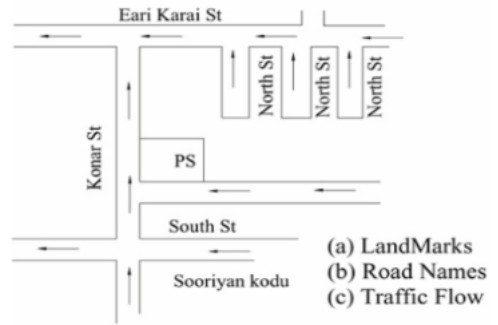 Eari Karai St
North St
North St
North St
Konar St
PS
South St
Sooriyan kodu
(a) LandMarks
(b) Road Names
(c) Traffic Flow